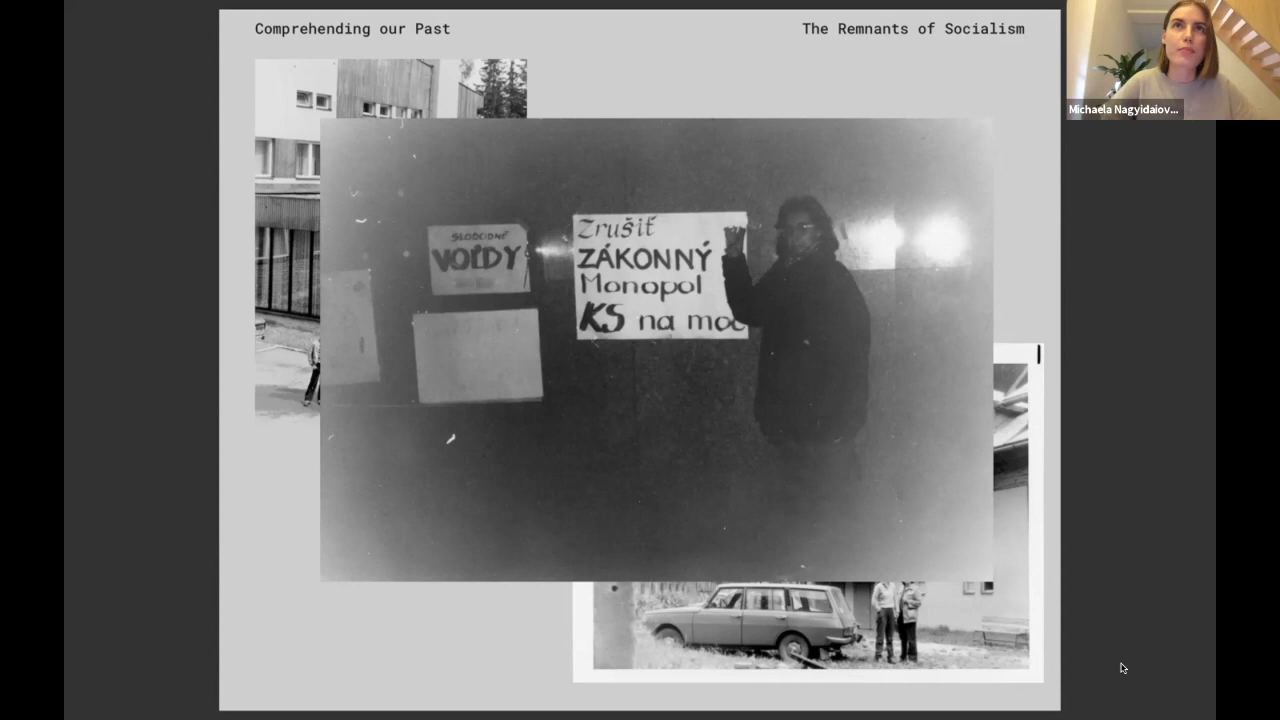 Comprehending our Past
The Remnants of Socialism
Michaela Nagyidaiov...
SLOBODNÉ
VOĽBY
Zrušiť
ZÁKONNÝ
Monopol
KS na moc